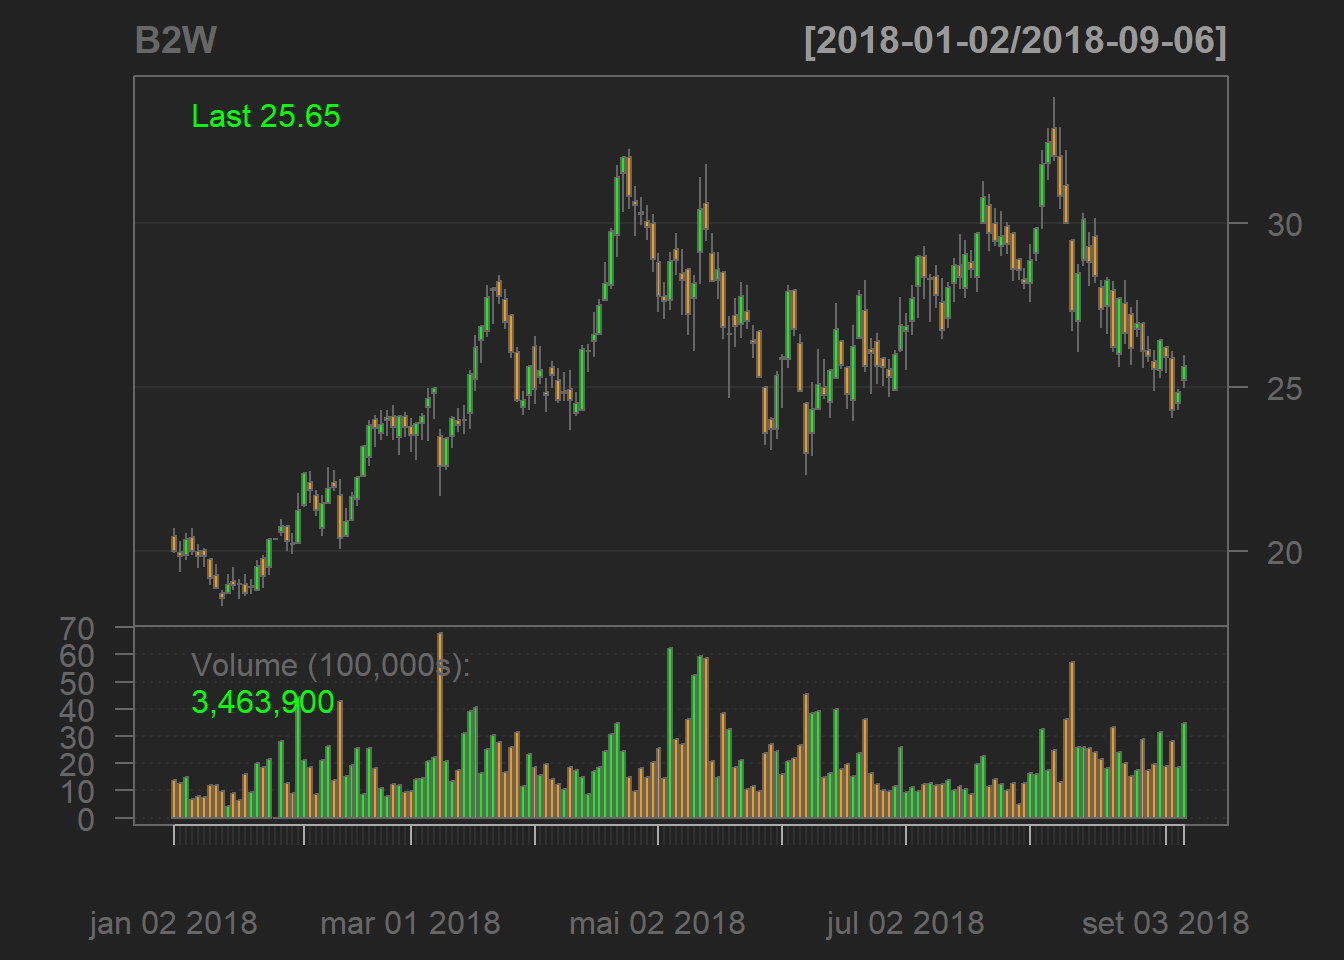 B2W
[2018-01-02/2018-09-06]
Last 25.65
30
25
20
70
60
50
40
30
20
10
0
Volume (100,000s):
3,463,900
jan 02 2018
mar 01 2018
mai 02 2018
jul 02 2018
set 03 2018